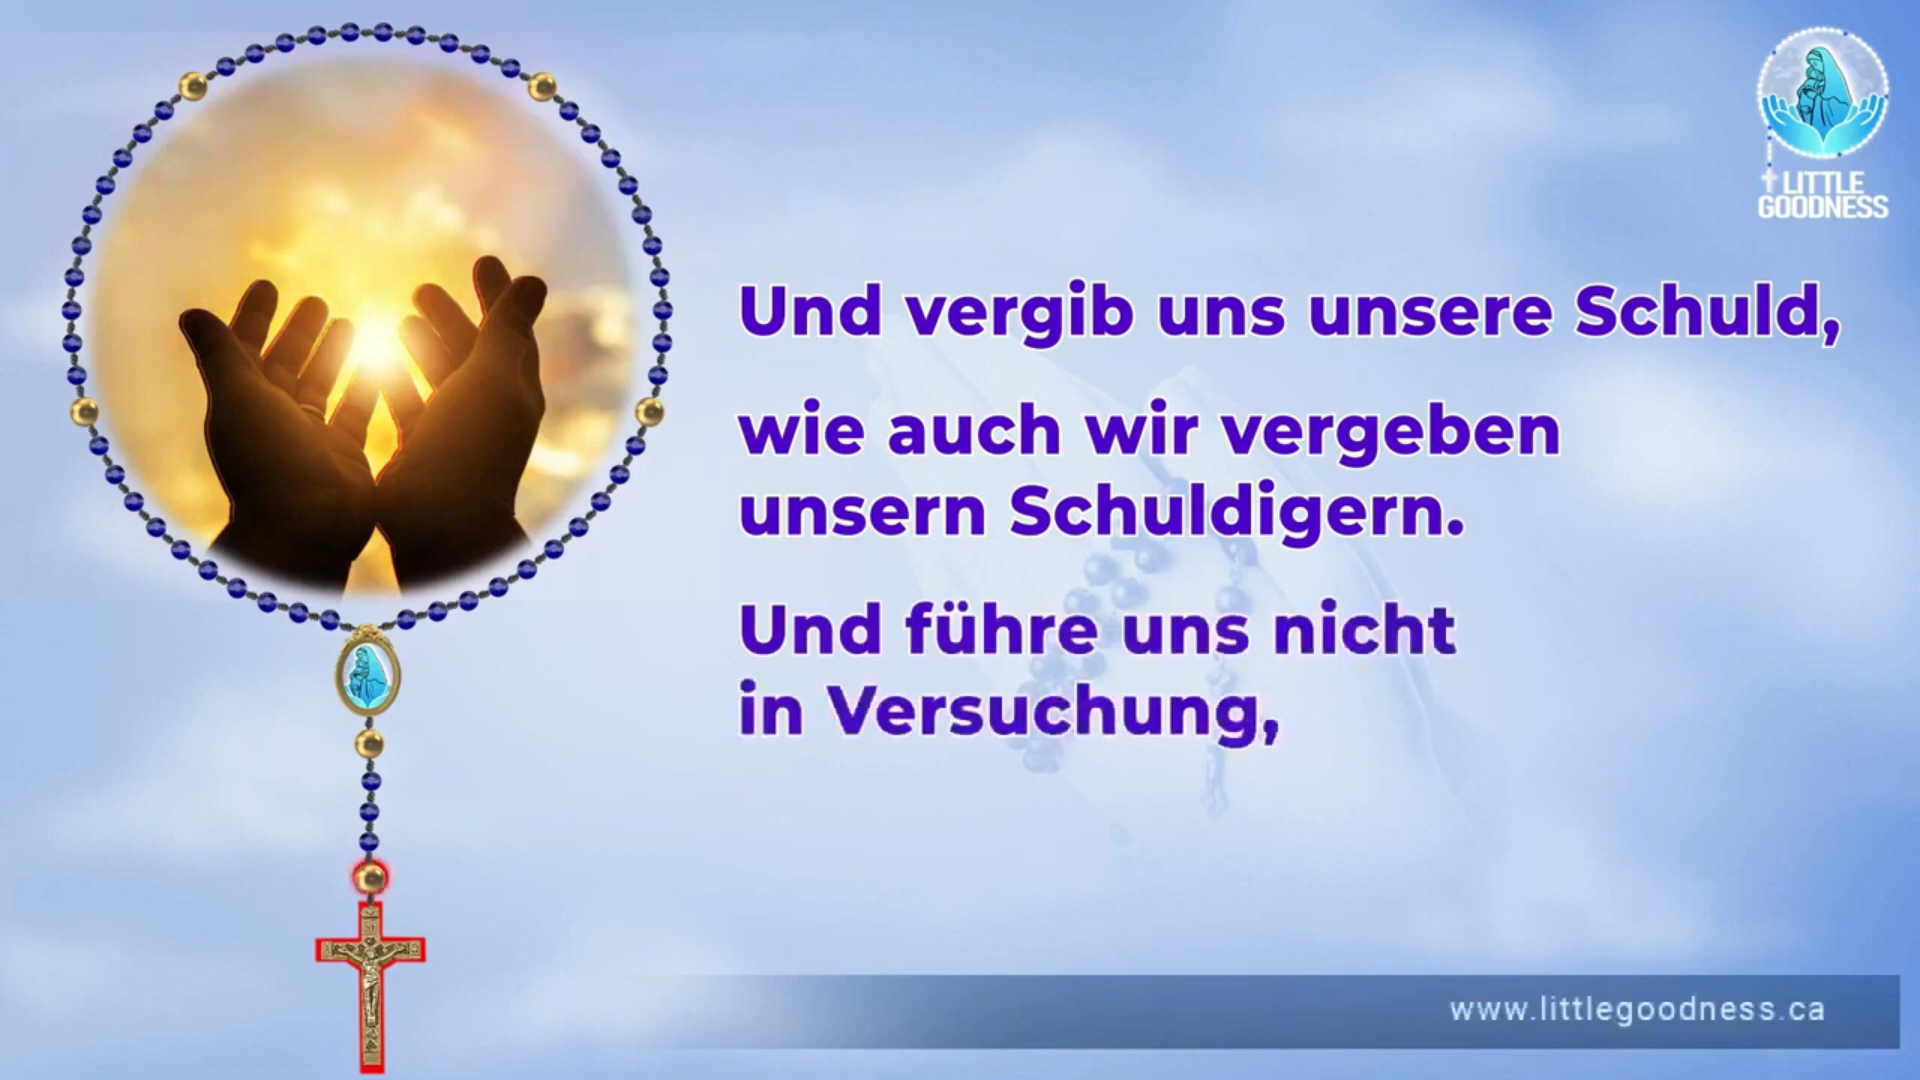 LITTLE
GOODNESS
Und vergib uns unsere Schuld,
wie auch wir vergeben
unsern Schuldigern.
Und führe uns nicht
in Versuchung,
www.littlegoodness.ca